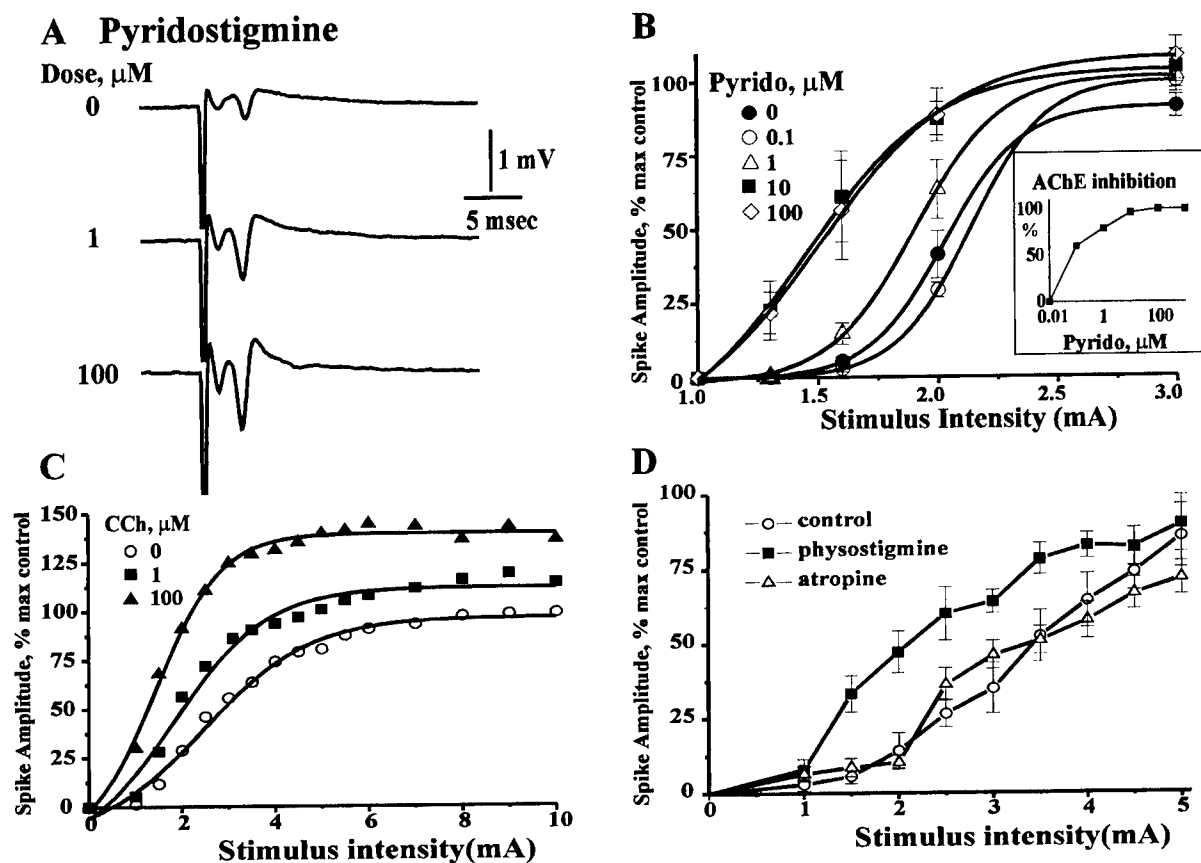 A Pyridostigmine
Dose, μM
0
1
100
1 mV
5 msec
B
Spike Amplitude, % max control
100
75
50
25
0
Pyrido, μM
0
0.1
1
10
100
AChE inhibition
100
%
50
0
0.01 1 100
Pyrido, μM
1.0 1.5 2.0 2.5 3.0
Stimulus Intensity (mA)
C
Spike Amplitude, % max control
150
125
100
75
50
25
0
CCh, μM
0
1
100
0 2 4 6 8 10
Stimulus intensity(mA)
D
Spike Amplitude, % max control
100
75
50
25
0
control
physostigmine
atropine
0 1 2 3 4 5
Stimulus intensity(mA)